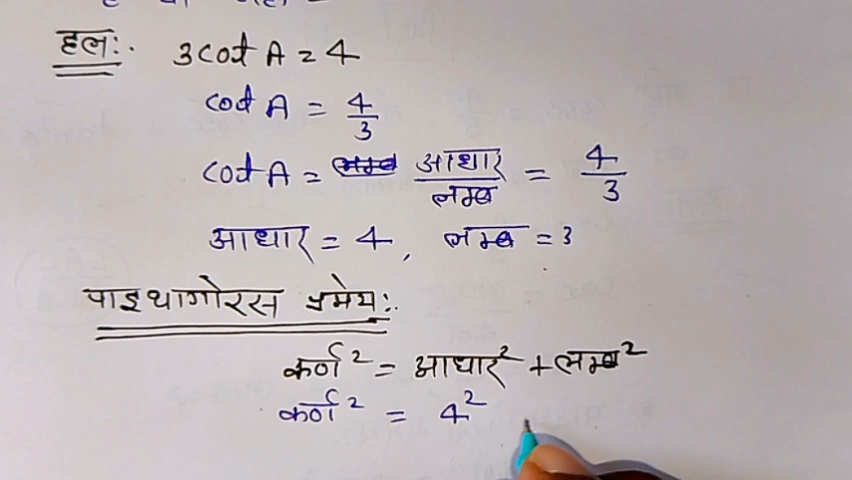 हलः-
3cot A = 4
cot A = 4/3
cot A = आधार/लम्ब = 4/3
आधार = 4, लम्ब = 3
पाइथागोरस प्रमेयः-
कर्ण² = आधार² + लम्ब²
कर्ण² = 4²